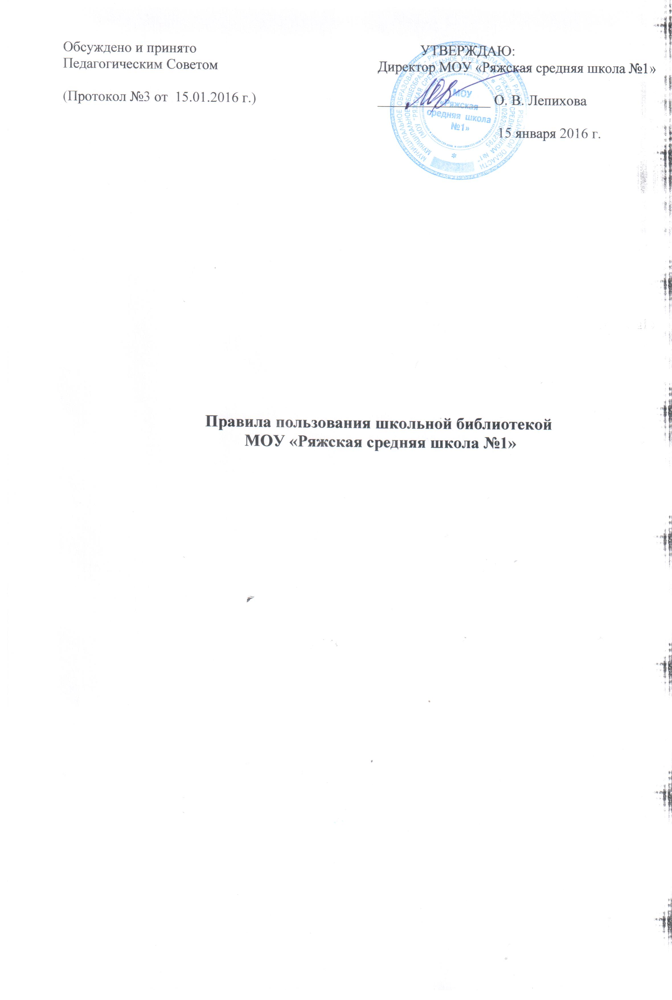 Обсуждено и принято
Педагогическим Советом
(Протокол №3 от 15.01.2016 г.)
УТВЕРЖДАЮ:
Директор МОУ «Ряжская средняя школа №1»
О. В. Лепихова
15 января 2016 г.
МОУ
«Ряжская
средняя школа
№1»
Правила пользования школьной библиотекой
МОУ «Ряжская средняя школа №1»